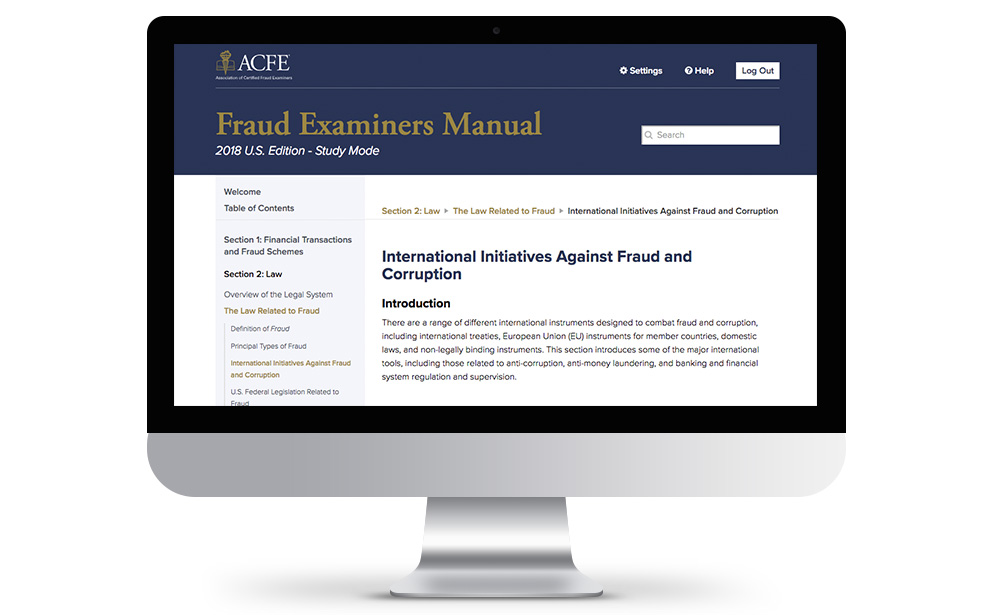 ACFE
Association of Certified Fraud Examiners
Settings
Help
Log Out
Fraud Examiners Manual
2018 U.S. Edition - Study Mode
Search
Welcome
Table of Contents
Section 1: Financial Transactions
and Fraud Schemes
Section 2: Law
Overview of the Legal System
The Law Related to Fraud
Definition of Fraud
Principal Types of Fraud
International Initiatives Against Fraud
and Corruption
U.S. Federal Legislation Related to
Fraud
Section 2: Law ▸ The Law Related to Fraud ▸ International Initiatives Against Fraud and Corruption
International Initiatives Against Fraud and
Corruption
Introduction
There are a range of different international instruments designed to combat fraud and corruption,
including international treaties, European Union (EU) instruments for member countries, domestic
laws, and non-legally binding instruments. This section introduces some of the major international
tools, including those related to anti-corruption, anti-money laundering, and banking and financial
system regulation and supervision.